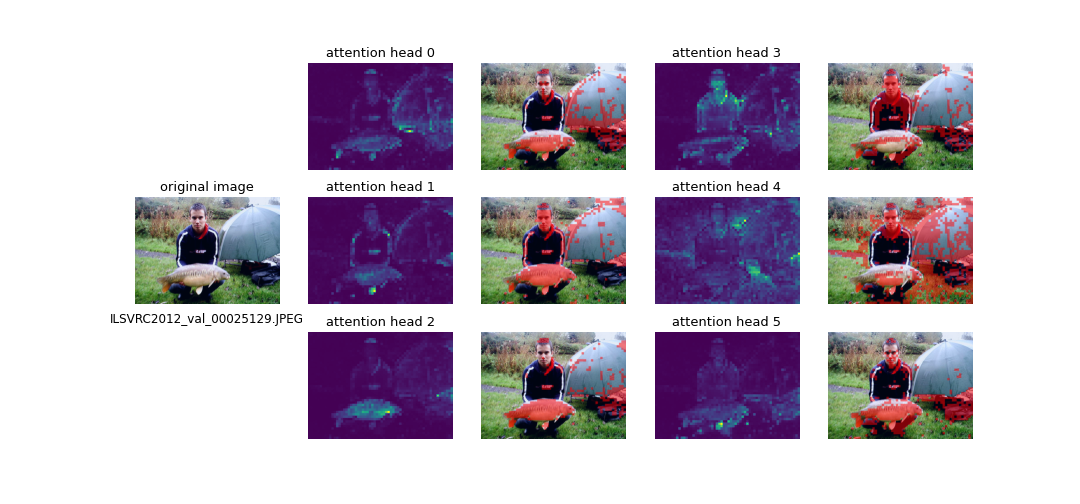 attention head 0
attention head 3
original image
attention head 1
attention head 4
ILSVRC2012_val_00025129.JPEG
attention head 2
attention head 5